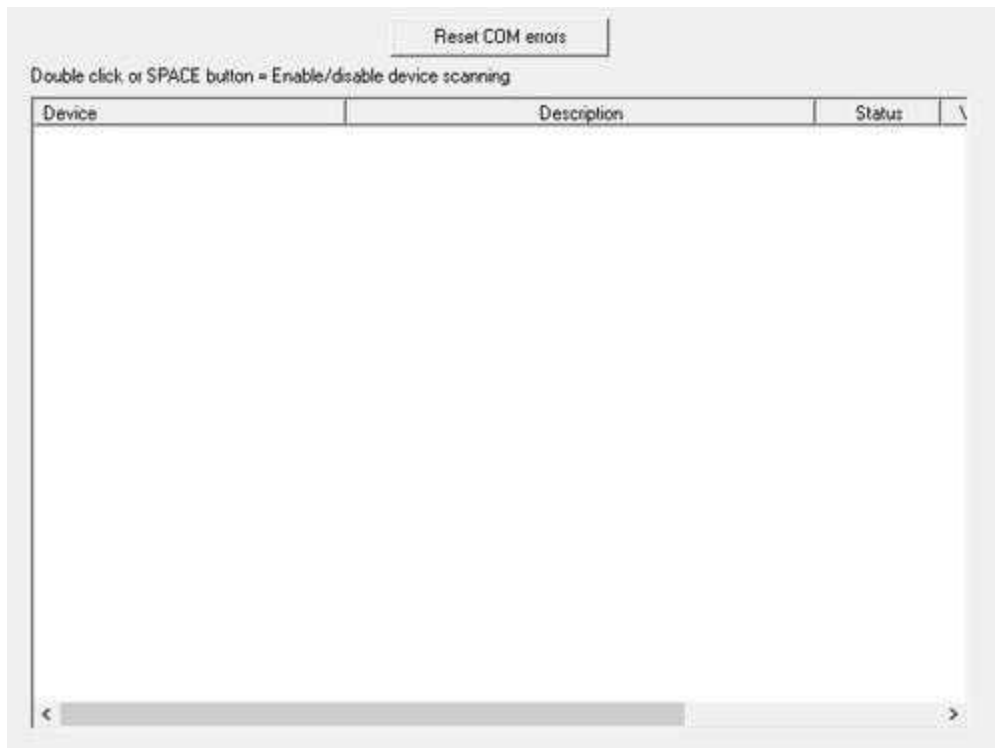 Reset COM errors
Double click or SPACE button = Enable/disable device scanning
Device Description Status